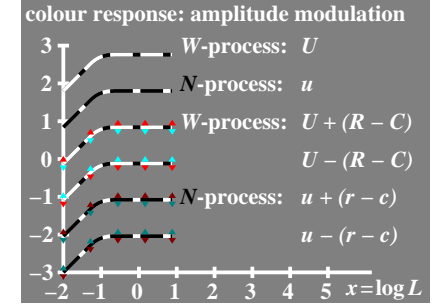 colour response: amplitude modulation
3 W-process: U
2 N-process: u
1 W-process: U + (R – C)
0 U – (R – C)
–1 N-process: u + (r – c)
–2 u – (r – c)
–3
–2 –1 0 1 2 3 4 5 x = log L